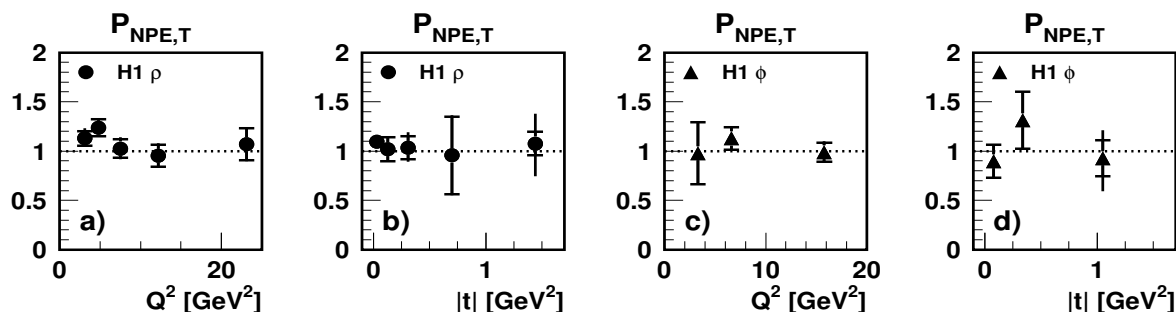 P_NPE,T
2
1.5
1
0.5
0
H1 ρ
a)
0 20
Q² [GeV²]
P_NPE,T
2
1.5
1
0.5
0
H1 ρ
b)
0 1
|t| [GeV²]
P_NPE,T
2
1.5
1
0.5
0
H1 ϕ
c)
0 10 20
Q² [GeV²]
P_NPE,T
2
1.5
1
0.5
0
H1 ϕ
d)
0 1
|t| [GeV²]